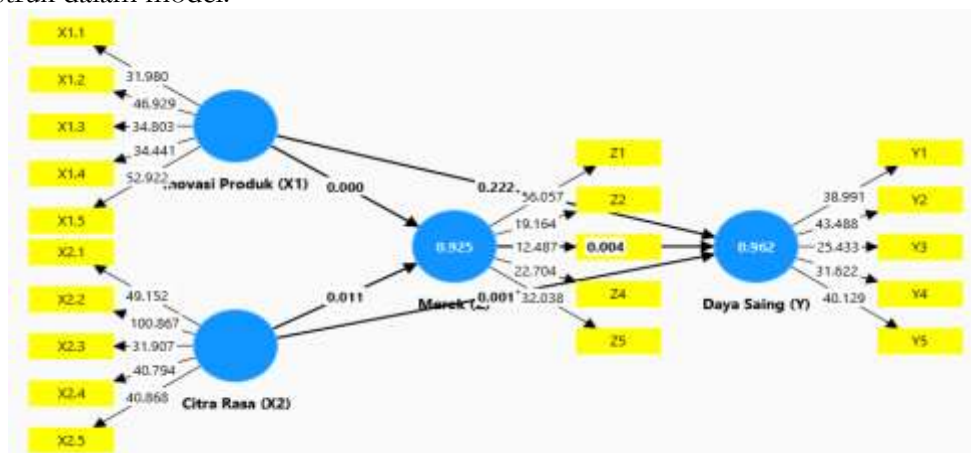 X1.1
X1.2
X1.3
X1.4
X1.5
31.980
46.929
34.803
34.441
52.922
Inovasi Produk (X1)
X2.1
X2.2
X2.3
X2.4
X2.5
49.152
100.867
31.907
40.794
40.868
Citra Rasa (X2)
0.000
0.011
0.222
0.001
0.004
0.925
Z1
Z2
Z4
Z5
56.057
19.164
12.487
22.704
32.038
0.962
Daya Saing (Y)
38.991
43.488
25.433
31.622
40.129
Y1
Y2
Y3
Y4
Y5